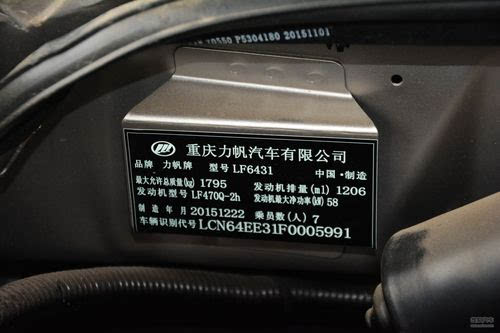 P5304180 20151101
重庆力帆汽车有限公司
品牌 力帆牌 型号 LF6431 中国·制造
最大允许总质量(kg) 1795 发动机排量(ml) 1206
发动机型号 LF470Q-2h 发动机最大净功率(kW) 58
制造年月 20151222 乘员数(人) 7
车辆识别代号 LCN64EE31F0005991